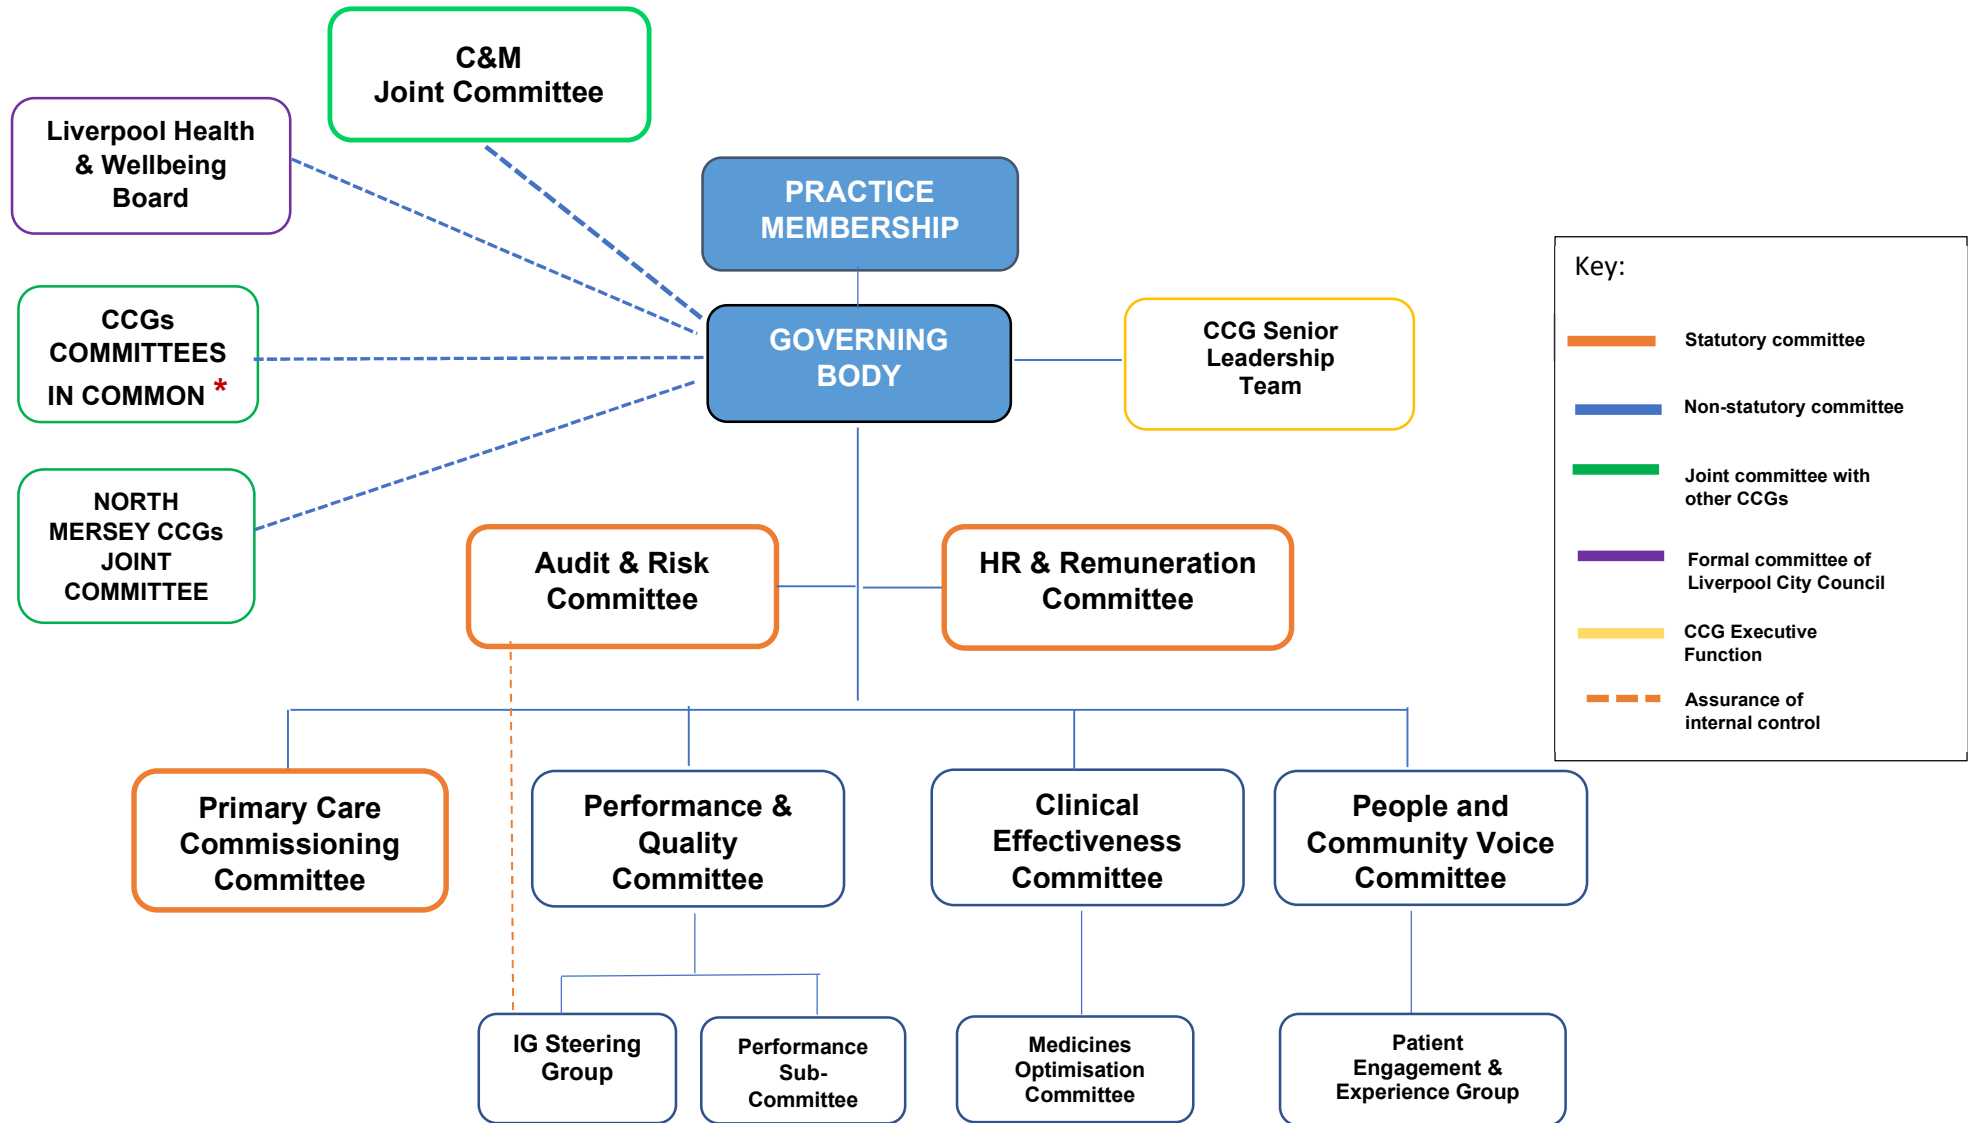 C&M
Joint Committee
Liverpool Health
& Wellbeing
Board
PRACTICE
MEMBERSHIP
CCGs
COMMITTEES
IN COMMON *
GOVERNING
BODY
CCG Senior
Leadership
Team
NORTH
MERSEY CCGs
JOINT
COMMITTEE
Audit & Risk
Committee
HR & Remuneration
Committee
Primary Care
Commissioning
Committee
Performance &
Quality
Committee
Clinical
Effectiveness
Committee
People and
Community Voice
Committee
IG Steering
Group
Performance
Sub-
Committee
Medicines
Optimisation
Committee
Patient
Engagement &
Experience Group
Key:
Statutory committee
Non-statutory committee
Joint committee with
other CCGs
Formal committee of
Liverpool City Council
CCG Executive
Function
Assurance of
internal control